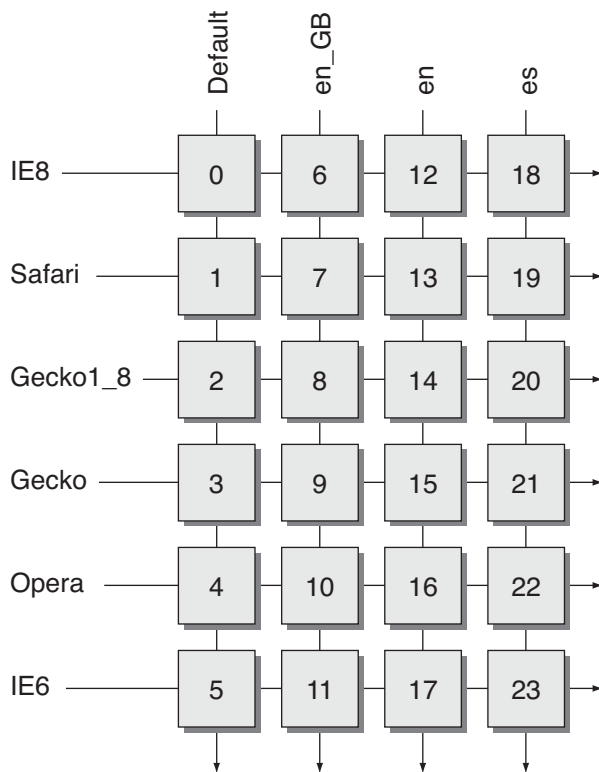 Default en_GB en es
IE8 0 6 12 18
Safari 1 7 13 19
Gecko1_8 2 8 14 20
Gecko 3 9 15 21
Opera 4 10 16 22
IE6 5 11 17 23